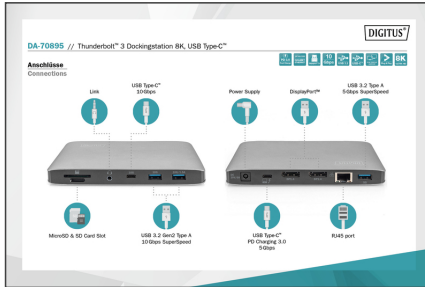 DIGITUS®
DA-70895 // Thunderbolt™ 3 Dockingstation 8K, USB Type-C™
Anschlüsse
Connections
10 Gbps
8K
Link
USB Type-C™
10Gbps
Power Supply
DisplayPort™
USB 3.2 Type A
5Gbps SuperSpeed
MicroSD & SD Card Slot
USB 3.2 Gen2 Type A
10Gbps SuperSpeed
USB Type-C™
PD Charging 3.0
5Gbps
RJ45 port